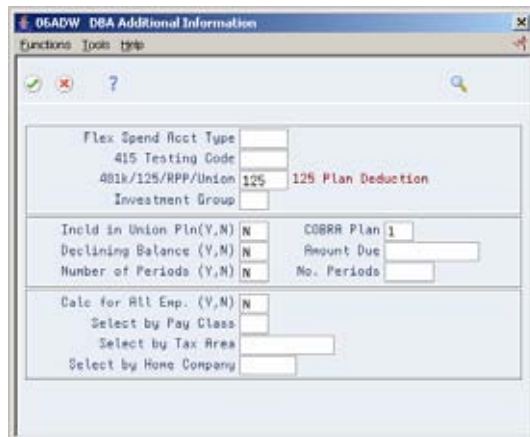 06ADW DBA Additional Information
Functions Tools Help
?
Flex Spend Acct Type
415 Testing Code
401k/125/RPP/Union 125 125 Plan Deduction
Investment Group
Incld in Union Pln(Y,N) N COBRA Plan 1
Declining Balance (Y,N) N Amount Due
Number of Periods (Y,N) N No. Periods
Calc for All Emp. (Y,N) N
Select by Pay Class
Select by Tax Area
Select by Home Company